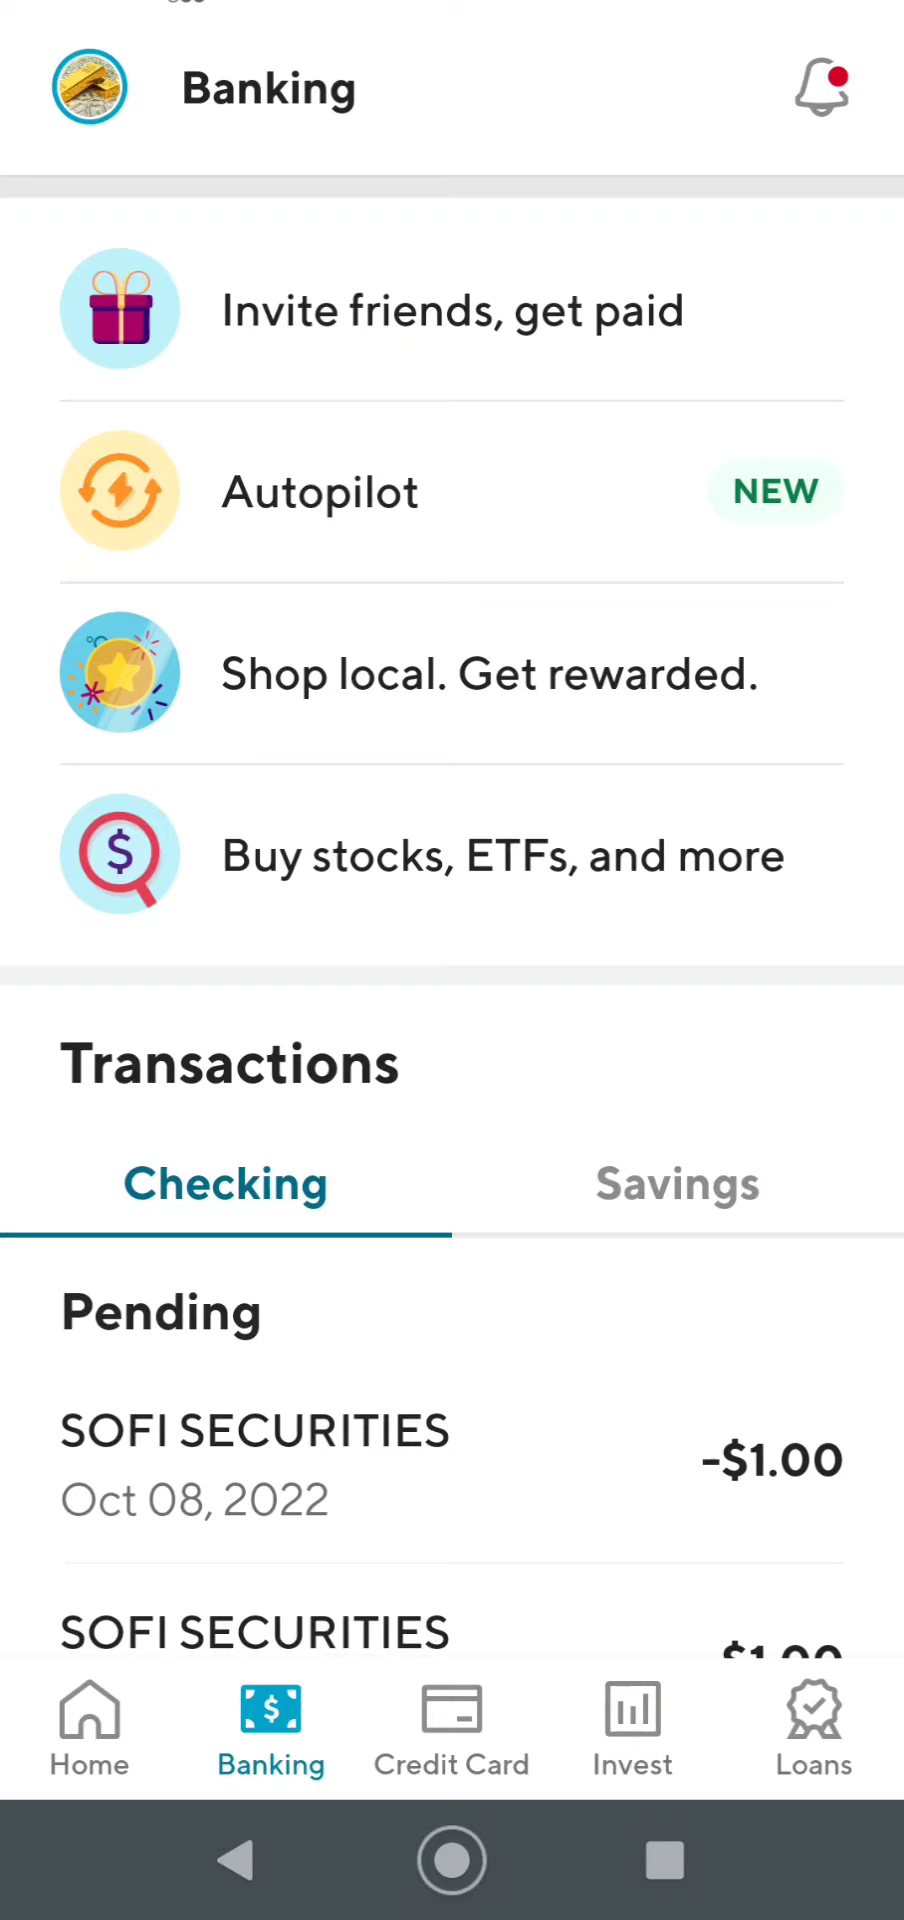 Banking
Invite friends, get paid
Autopilot
NEW
Shop local. Get rewarded.
Buy stocks, ETFs, and more
Transactions
Checking
Savings
Pending
SOFI SECURITIES
-$1.00
Oct 08, 2022
SOFI SECURITIES
$1.00
Home
Banking
Credit Card
Invest
Loans